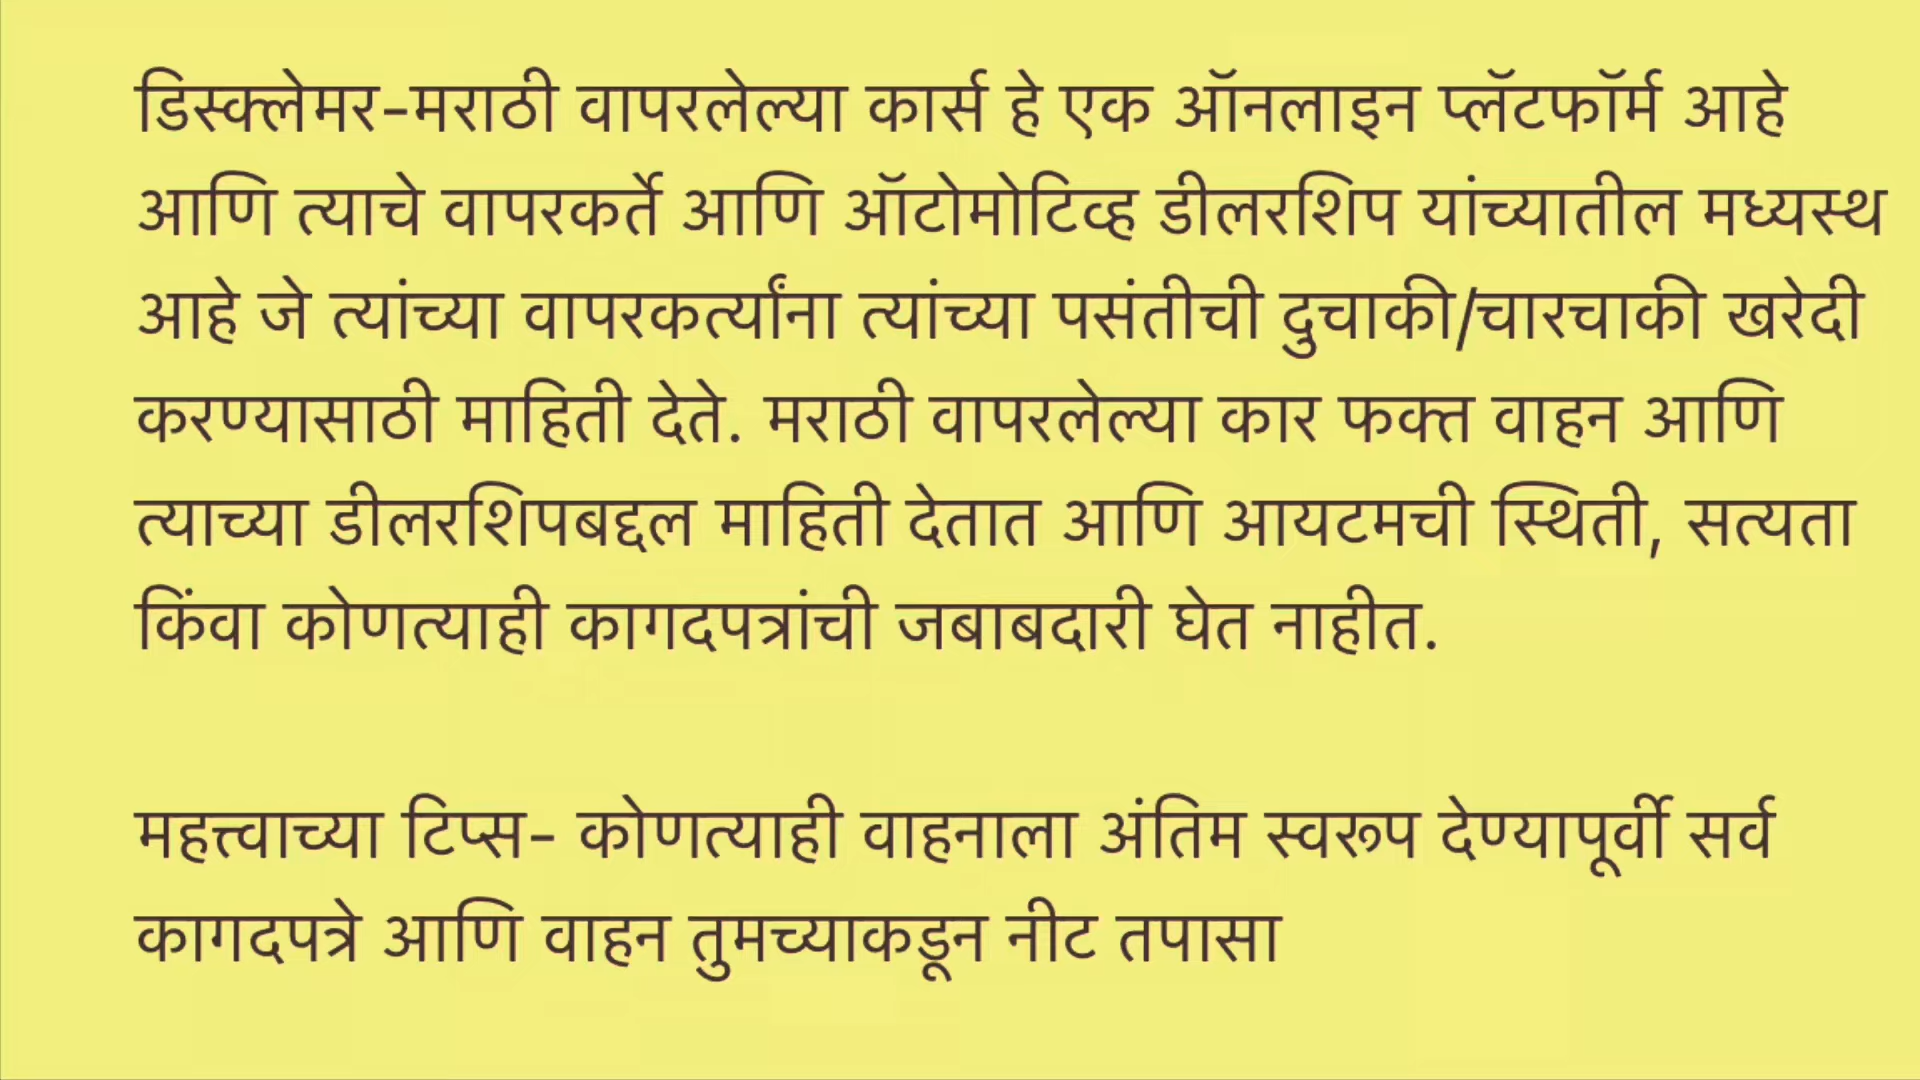 डिस्क्लेमर-मराठी वापरलेल्या कार्स हे एक ऑनलाइन प्लॅटफॉर्म आहे
आणि त्याचे वापरकर्ते आणि ऑटोमोटिव्ह डीलरशिप यांच्यातील मध्यस्थ
आहे जे त्यांच्या वापरकर्त्यांना त्यांच्या पसंतीची दुचाकी/चारचाकी खरेदी
करण्यासाठी माहिती देते. मराठी वापरलेल्या कार फक्त वाहन आणि
त्याच्या डीलरशिपबद्दल माहिती देतात आणि आयटमची स्थिती, सत्यता
किंवा कोणत्याही कागदपत्रांची जबाबदारी घेत नाहीत.
महत्त्वाच्या टिप्स- कोणत्याही वाहनाला अंतिम स्वरूप देण्यापूर्वी सर्व
कागदपत्रे आणि वाहन तुमच्याकडून नीट तपासा